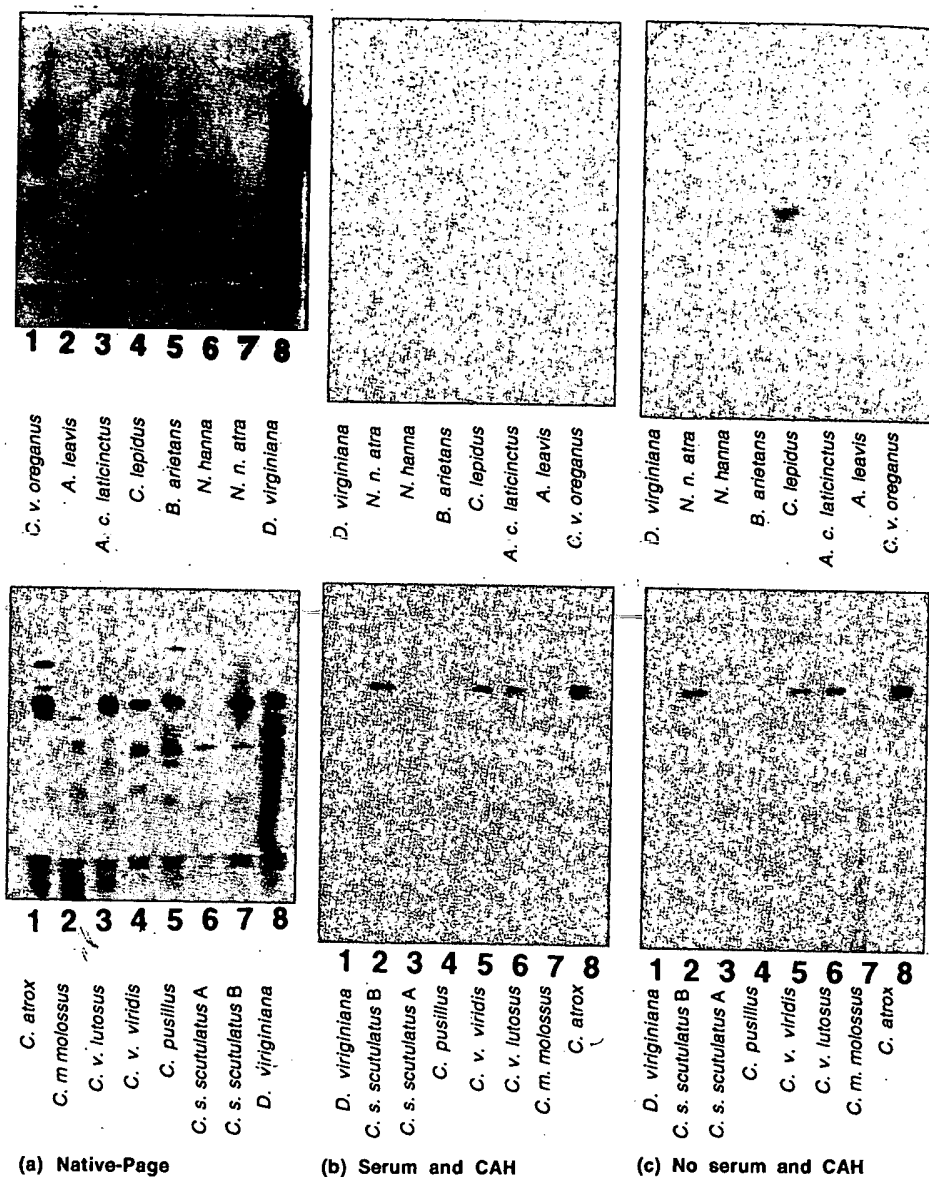 1 2 3 4 5 6 7 8
C. v. oreganus
A. leavis
A. c. laticinctus
C. lepidus
B. arietans
N. hanna
N. n. atra
D. virginiana
D. virginiana
N. n. atra
N. hanna
B. arietans
C. lepidus
A. c. laticinctus
A. leavis
C. v. oreganus
D. virginiana
N. n. atra
N. hanna
B. arietans
C. lepidus
A. c. laticinctus
A. leavis
C. v. oreganus
1 2 3 4 5 6 7 8
C. atrox
C. m molossus
C. v. lutosus
C. v. viridis
C. pusillus
C. s. scutulatus A
C. s. scutulatus B
D. viriginiana
1 2 3 4 5 6 7 8
D. viriginiana
C. s. scutulatus B
C. s. scutulatus A
C. pusillus
C. v. viridis
C. v. lutosus
C. m. molossus
C. atrox
1 2 3 4 5 6 7 8
D. viriginiana
C. s. scutulatus B
C. s. scutulatus A
C. pusillus
C. v. viridis
C. v. lutosus
C. m. molossus
C. atrox
(a) Native-Page
(b) Serum and CAH
(c) No serum and CAH